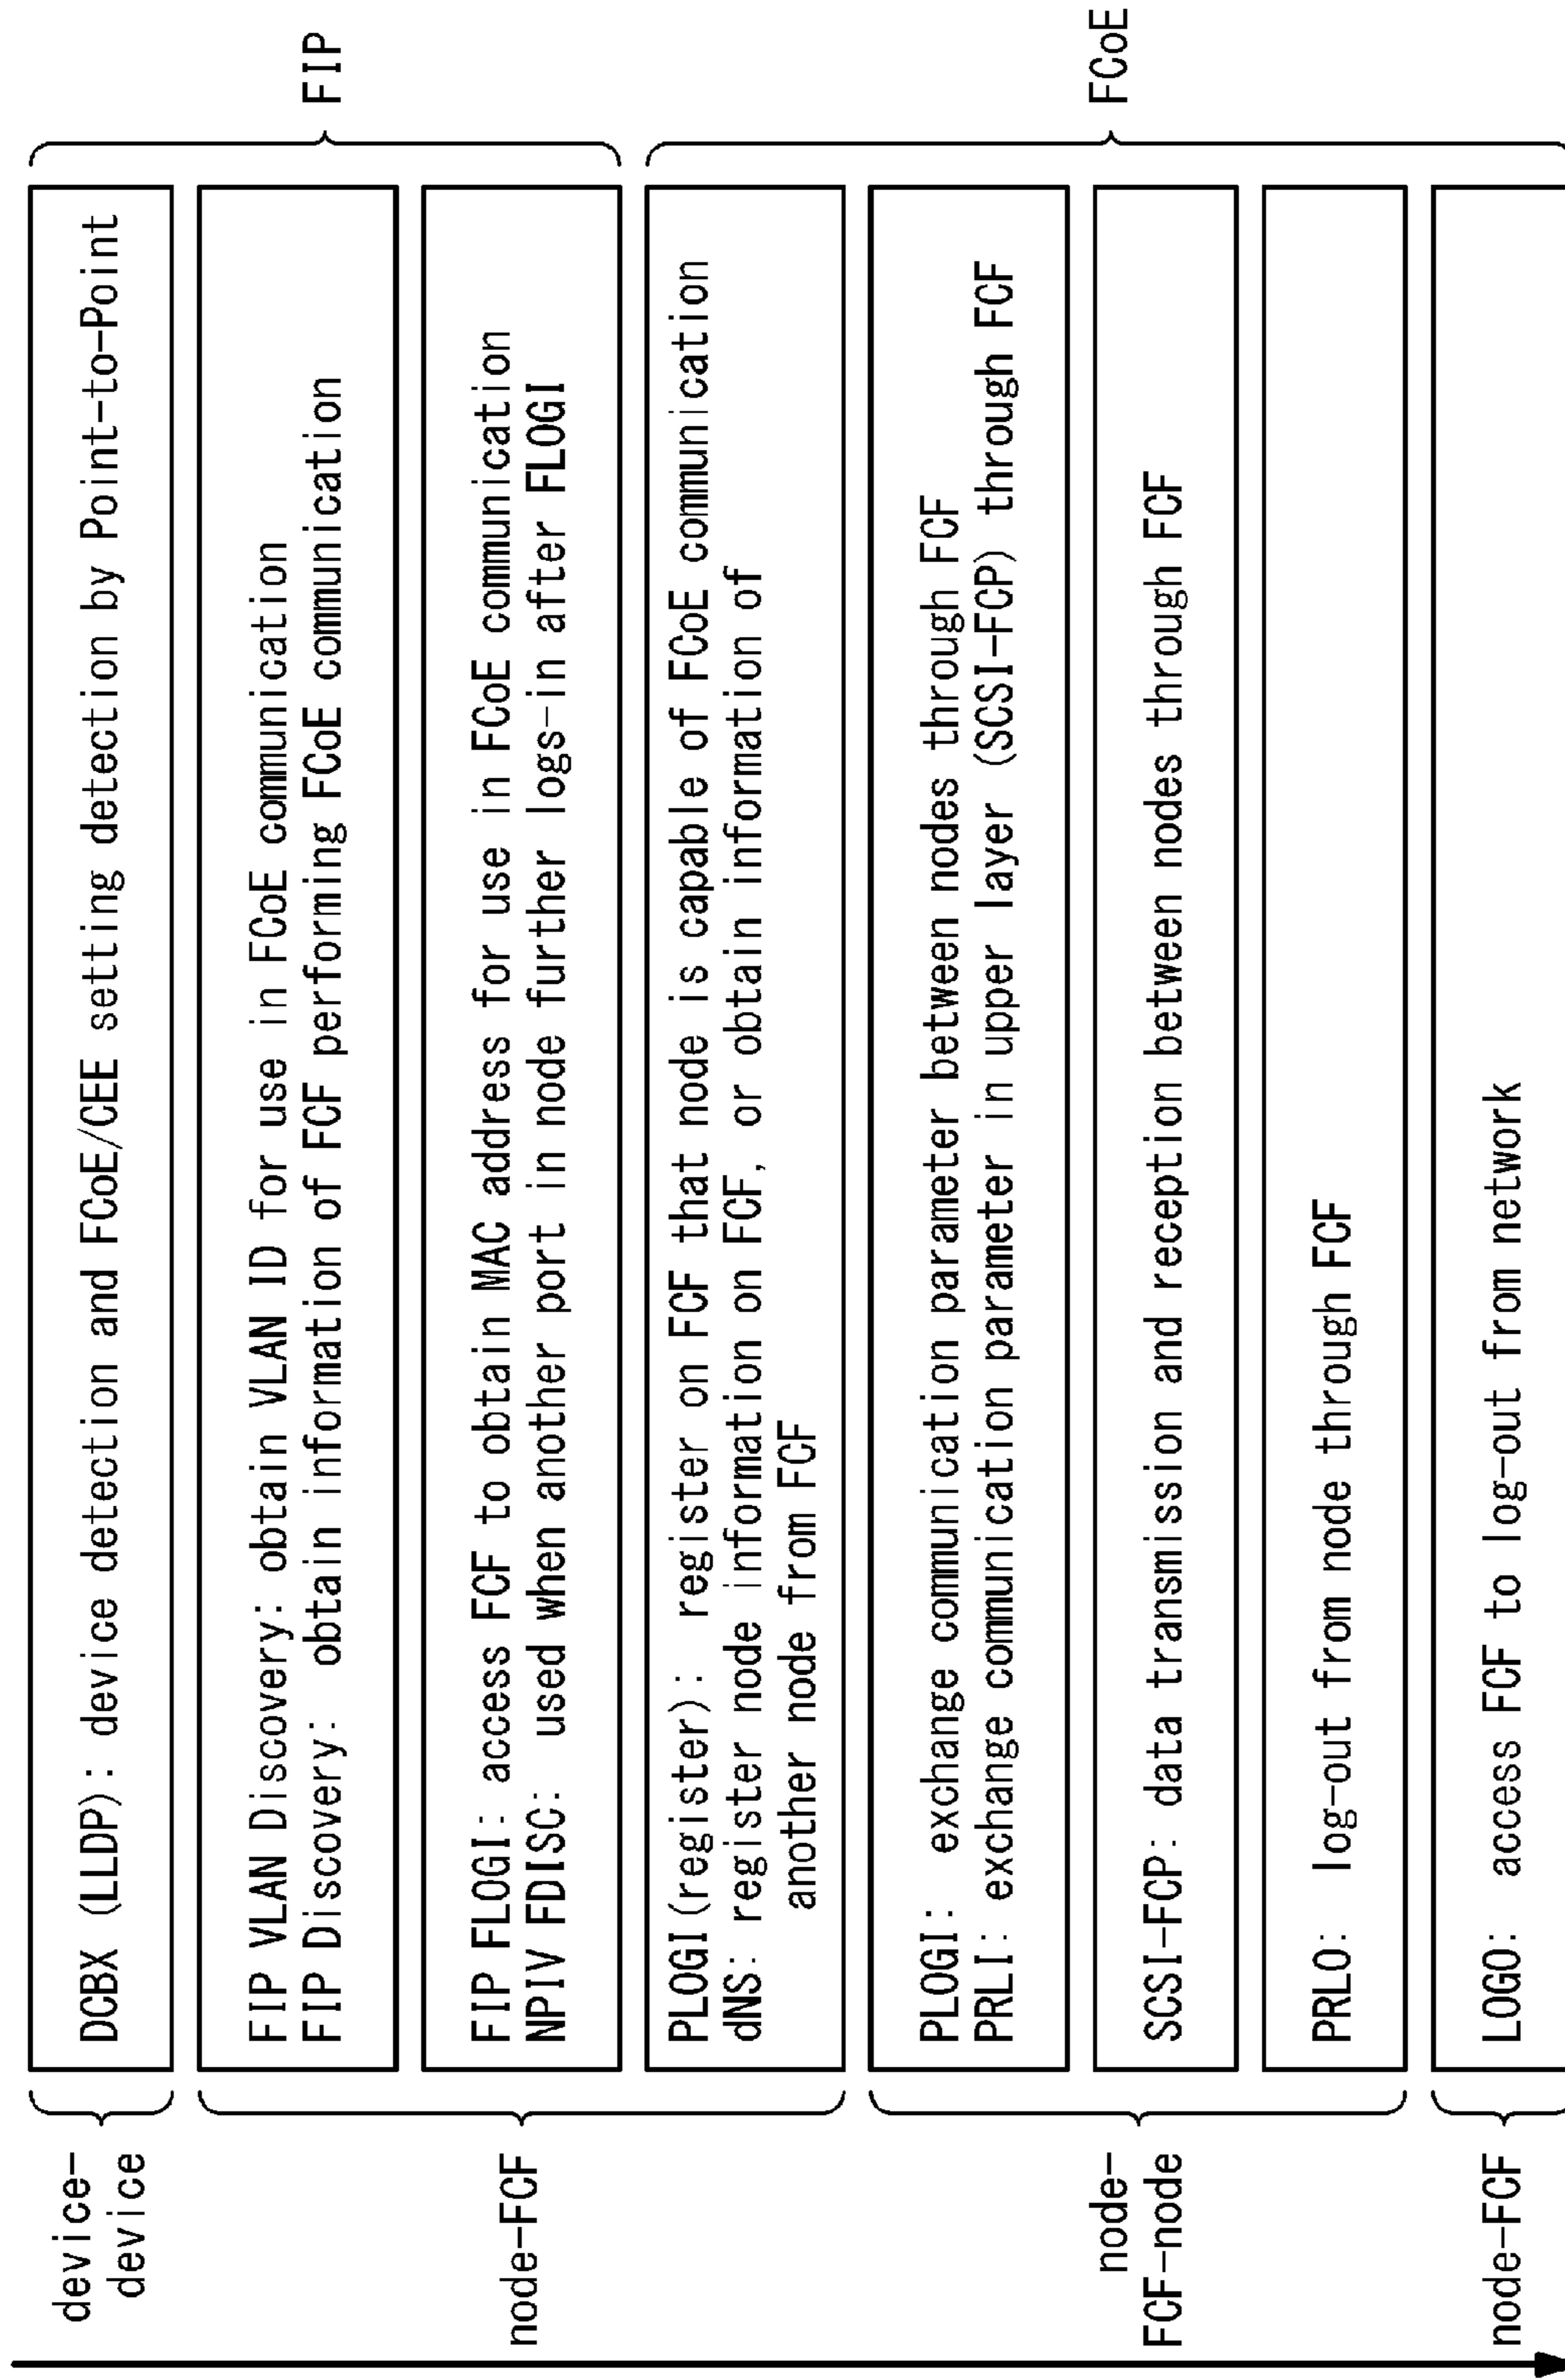 device-
device
DCBX (LLDP): device detection and FCoE/CEE setting detection by Point-to-Point
FIP
node-FCF
FIP VLAN Discovery: obtain VLAN ID for use in FCoE communication
FIP Discovery: obtain information of FCF performing FCoE communication
FIP FLOGI: access FCF to obtain MAC address for use in FCoE communication
NPIV FDISC: used when another port in node further logs-in after FLOGI
PLOGI(register): register on FCF that node is capable of FCoE communication
dNS: register node information on FCF, or obtain information of
another node from FCF
FCoE
node-
FCF-node
PLOGI: exchange communication parameter between nodes through FCF
PRLI: exchange communication parameter in upper layer (SCSI-FCP) through FCF
SCSI-FCP: data transmission and reception between nodes through FCF
PRLO: log-out from node through FCF
node-FCF
LOGO: access FCF to log-out from network